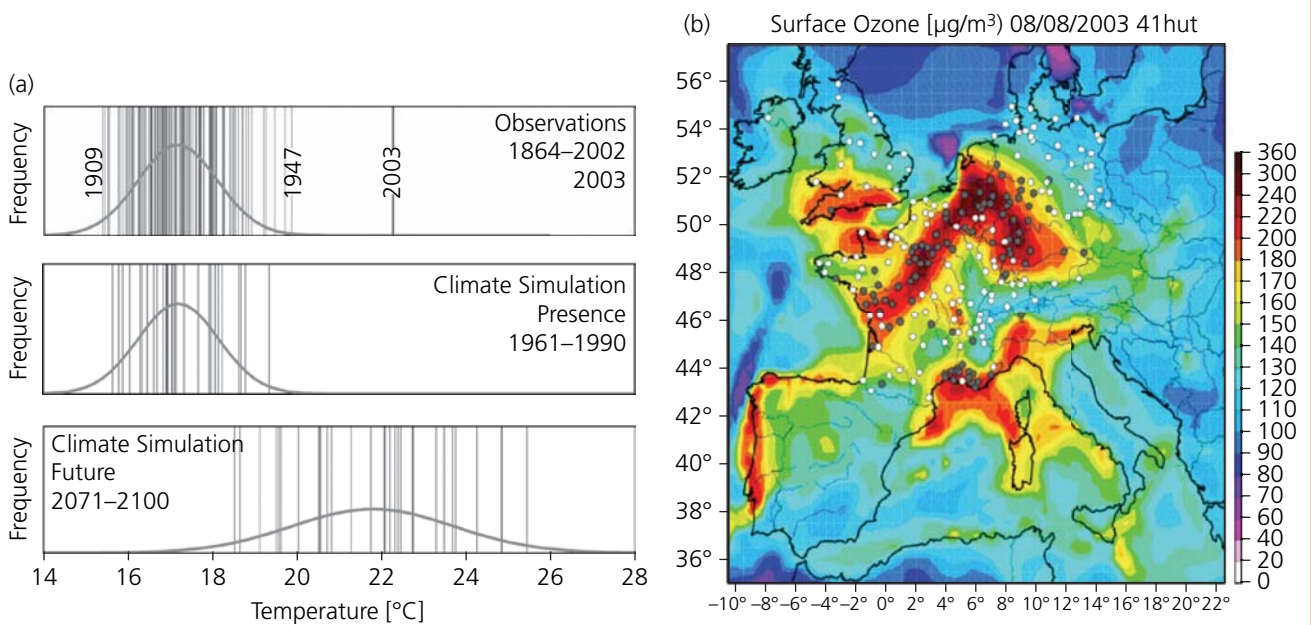 (a)
Frequency
1909
1947
2003
Observations
1864–2002
2003
Frequency
Climate Simulation
Presence
1961–1990
Frequency
Climate Simulation
Future
2071–2100
14 16 18 20 22 24 26 28
Temperature [°C]
(b) Surface Ozone [µg/m³) 08/08/2003 41hut
56°
54°
52°
50°
48°
46°
44°
42°
40°
38°
36°
−10° −8° −6° −4° −2° 0° 2° 4° 6° 8° 10° 12° 14° 16° 18° 20° 22°
360
300
240
220
200
180
160
150
140
130
120
110
100
90
80
70
60
40
20
0